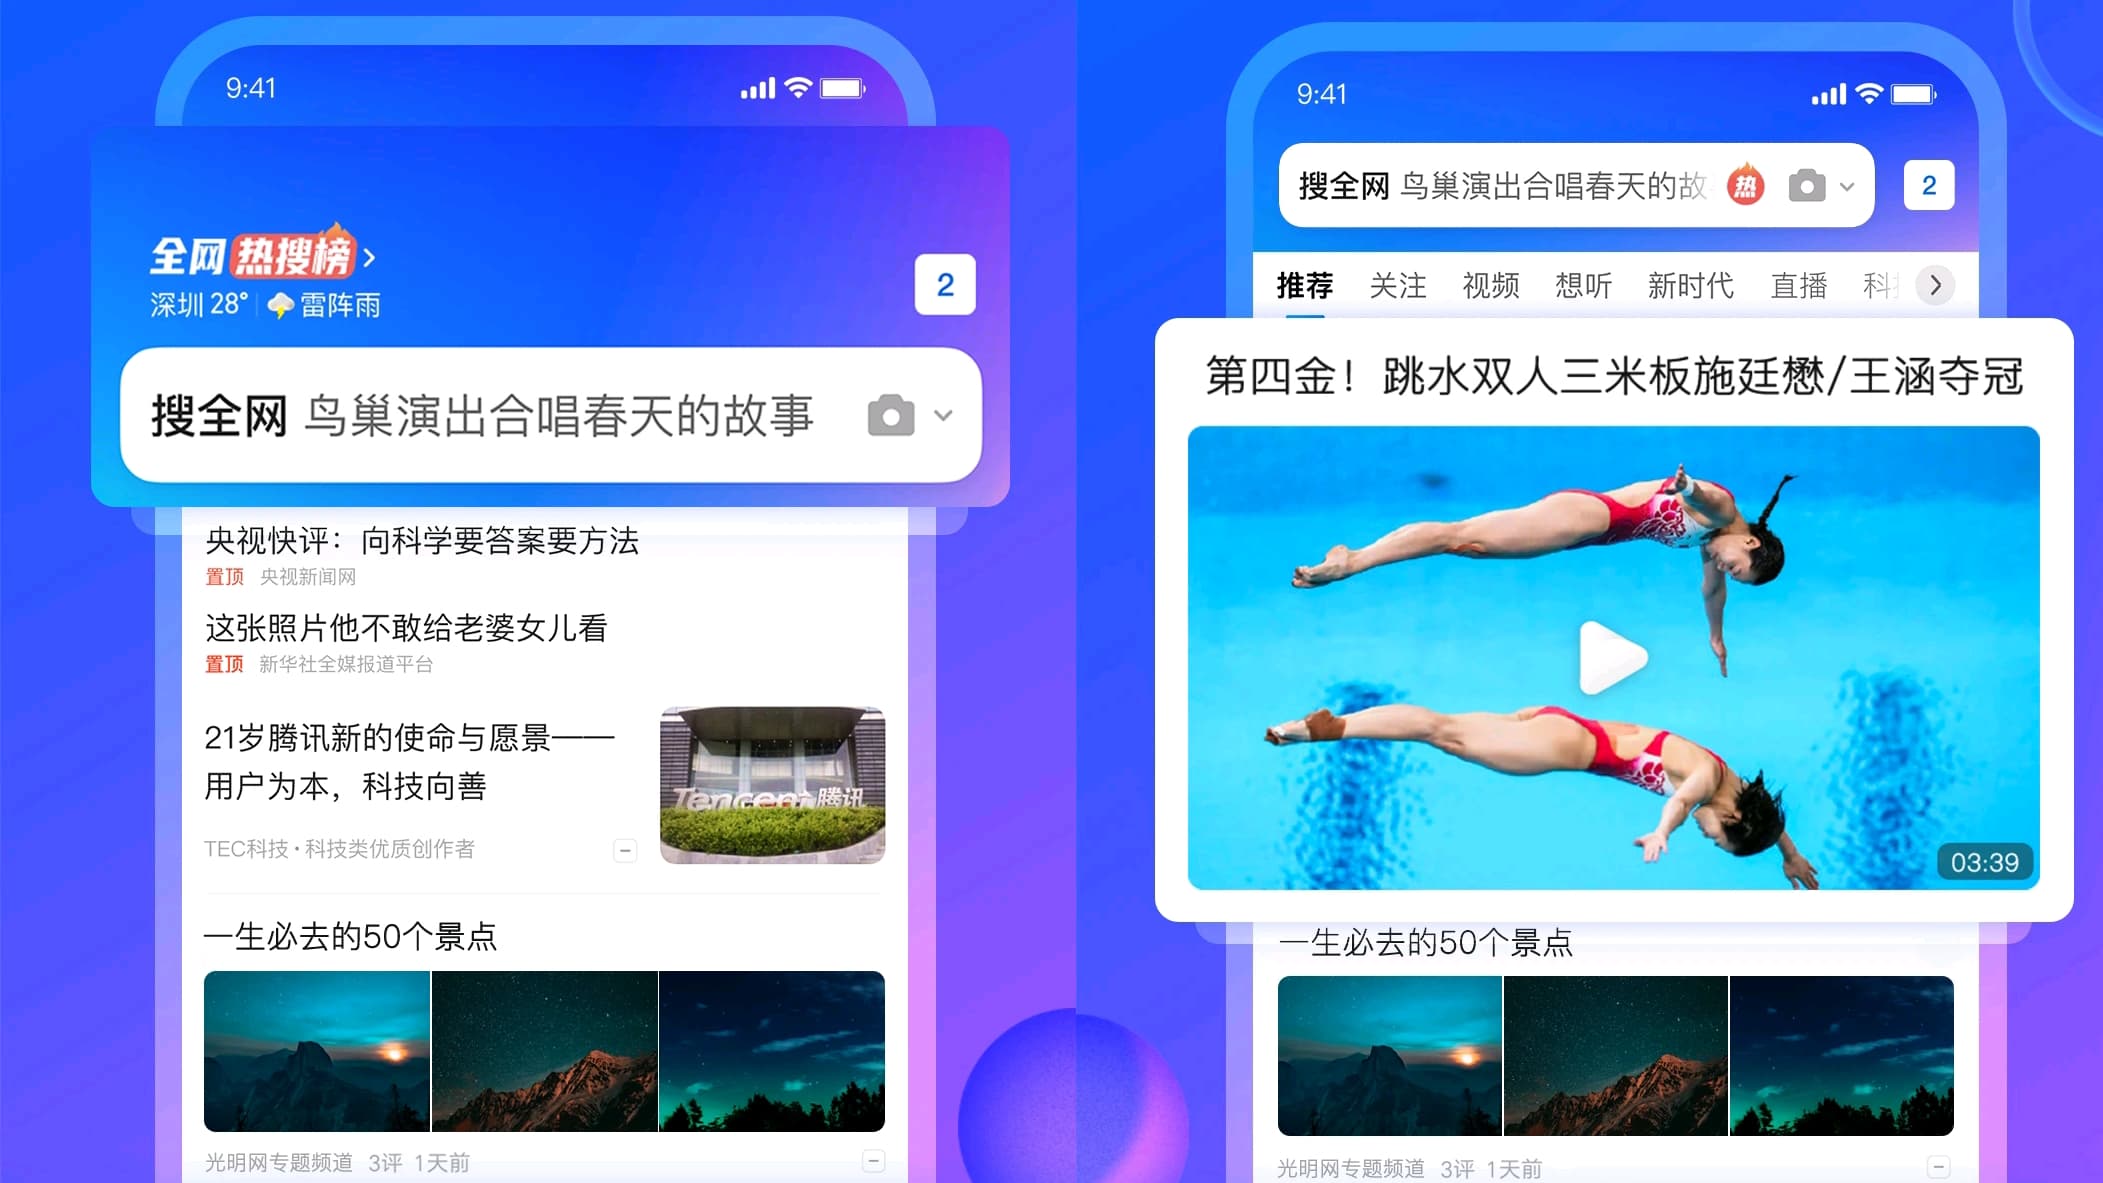 9:41
全网热搜榜
深圳 28° 雷阵雨
2
搜全网 鸟巢演出合唱春天的故事
央视快评：向科学要答案要方法
置顶 央视新闻网
这张照片他不敢给老婆女儿看
置顶 新华社全媒报道平台
21岁腾讯新的使命与愿景——
用户为本，科技向善
Tencent 腾讯
TEC科技·科技类优质创作者
一生必去的50个景点
光明网专题频道 3评 1天前
9:41
搜全网 鸟巢演出合唱春天的故 热
2
推荐 关注 视频 想听 新时代 直播 科
第四金！跳水双人三米板施廷懋/王涵夺冠
03:39
一生必去的50个景点
光明网专题频道 3评 1天前